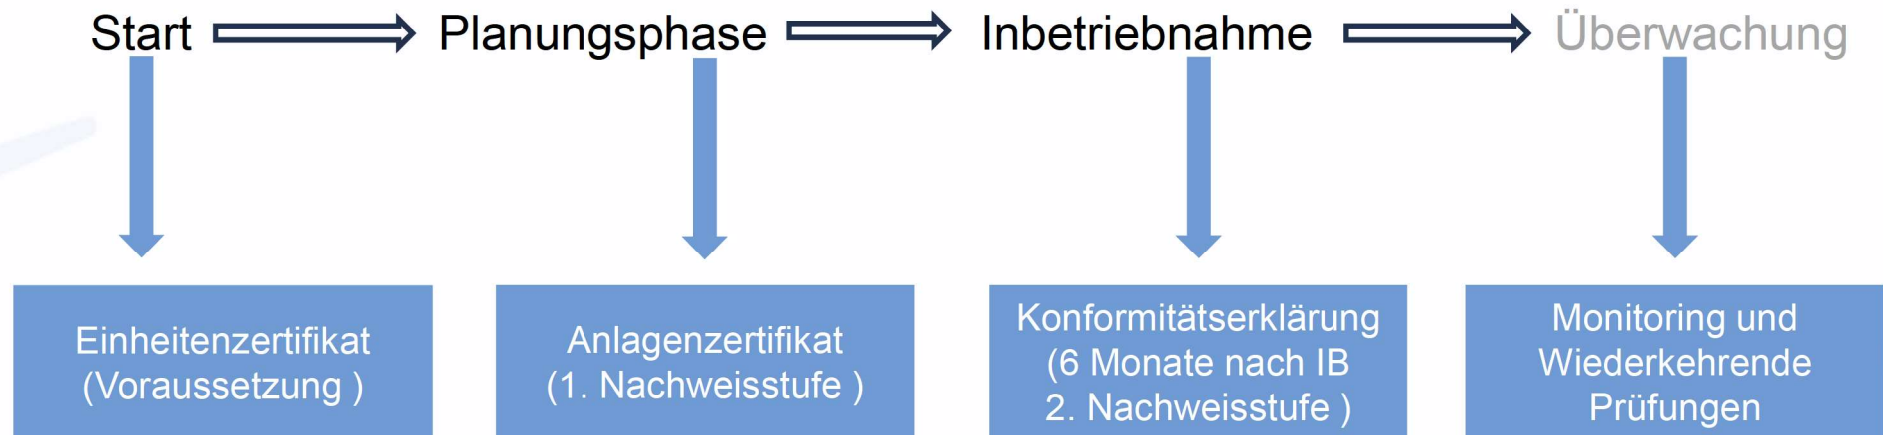 Start Planungsphase Inbetriebnahme Überwachung
Einheitenzertifikat
(Voraussetzung )
Anlagenzertifikat
(1. Nachweisstufe )
Konformitätserklärung
(6 Monate nach IB
2. Nachweisstufe )
Monitoring und
Wiederkehrende
Prüfungen